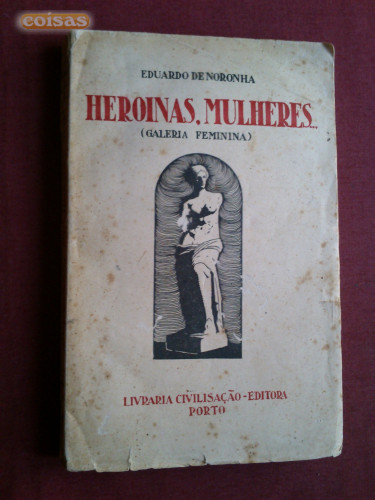 coisas
EDUARDO DE NORONHA
HEROINAS, MULHERES...
(GALERIA FEMININA)
LIVRARIA CIVILISAÇÃO-EDITORA
PORTO